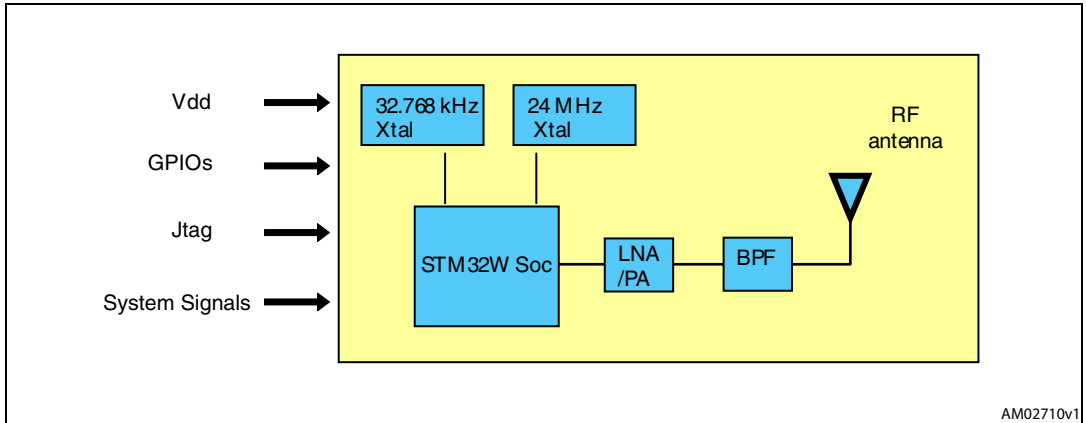 Vdd
GPIOs
Jtag
System Signals
32.768 kHz
Xtal
24 MHz
Xtal
RF
antenna
STM32W Soc
LNA
/PA
BPF
AM02710v1